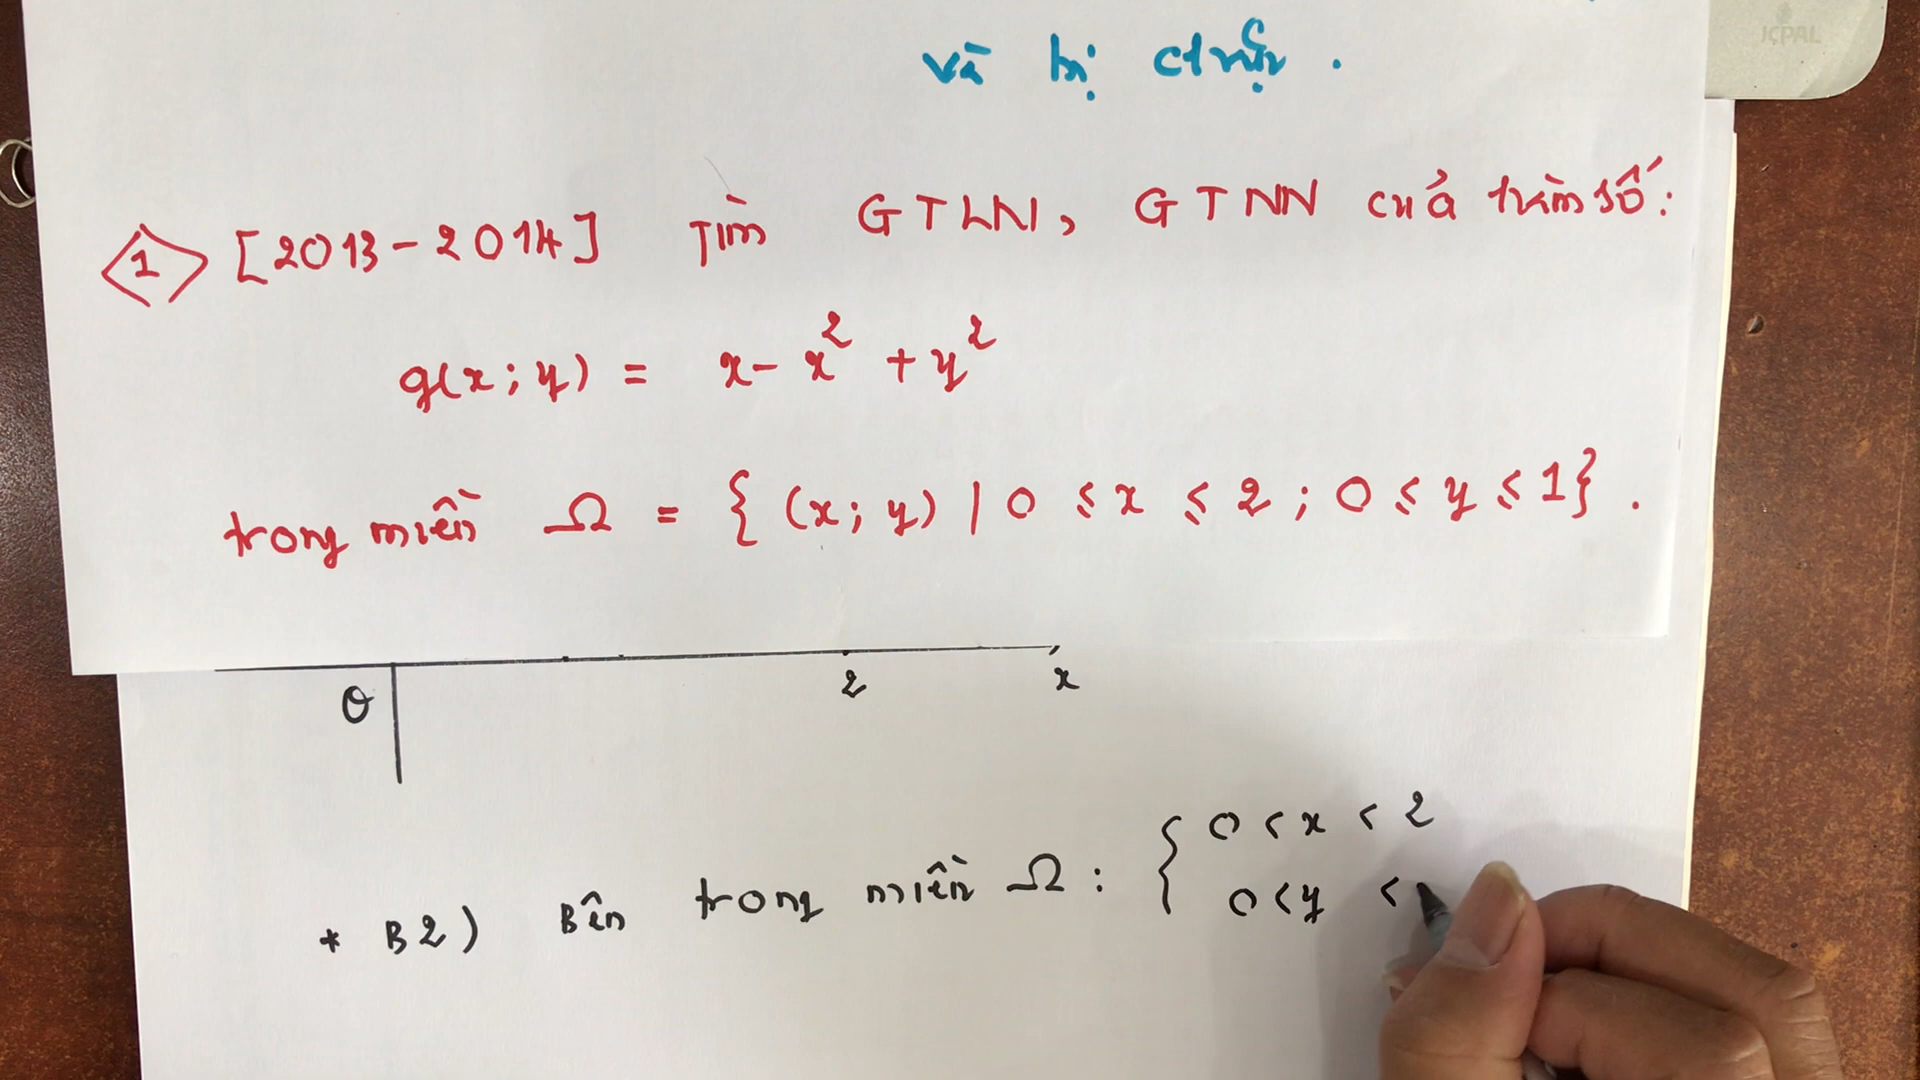 JCPAL
và bị chặn.
1 [2013-2014] Tìm GTLN, GTNN của hàm số:
g(x; y) = x - x² + y²
trong miền Ω = { (x; y) | 0 ≤ x ≤ 2 ; 0 ≤ y ≤ 1 } .
O 2 x
* B2) Bên trong miền Ω : { 0 < x < 2
0 < y <